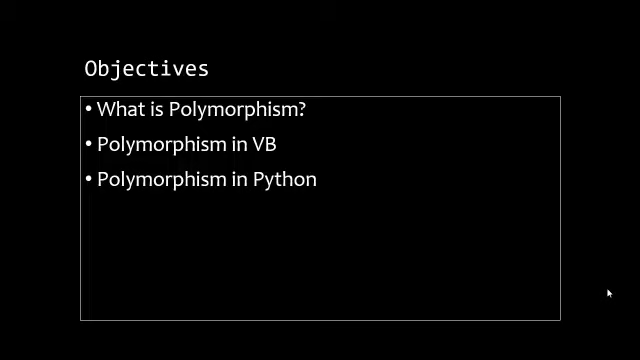 Objectives
• What is Polymorphism?
• Polymorphism in VB
• Polymorphism in Python